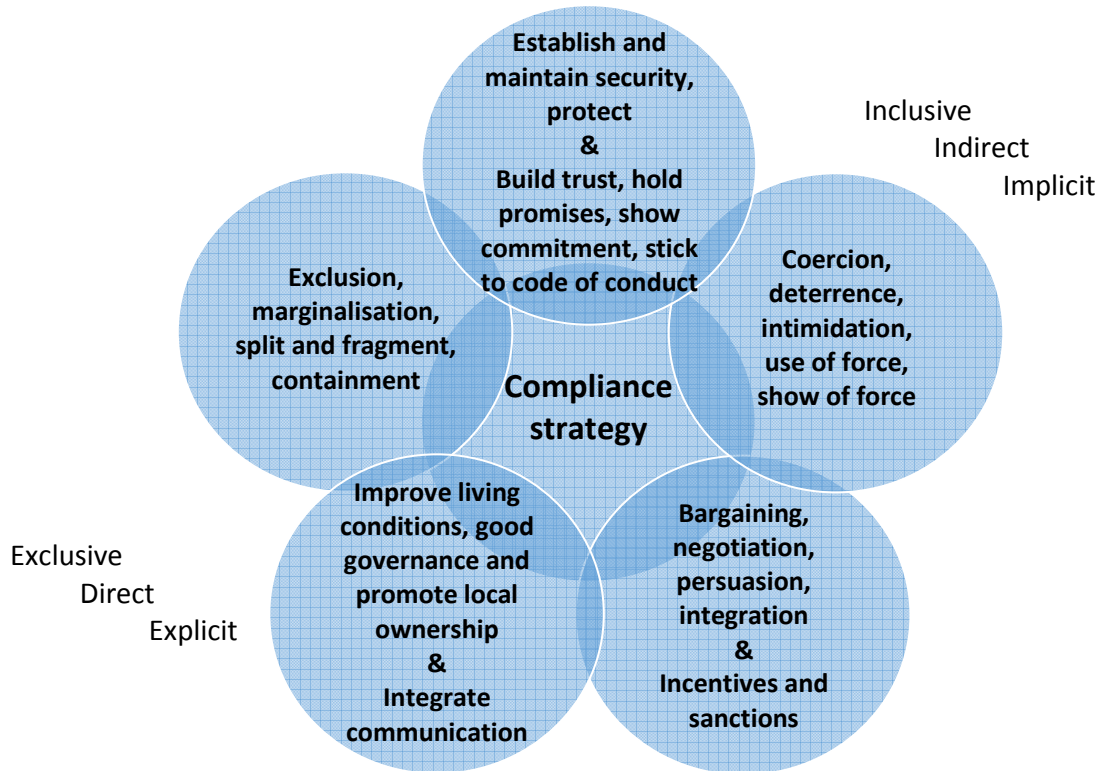 Establish and
maintain security,
protect
&
Build trust, hold
promises, show
commitment, stick
to code of conduct
Inclusive
Indirect
Implicit
Exclusion,
marginalisation,
split and fragment,
containment
Coercion,
deterrence,
intimidation,
use of force,
show of force
Compliance
strategy
Improve living
conditions, good
governance and
promote local
ownership
&
Integrate
communication
Bargaining,
negotiation,
persuasion,
integration
&
Incentives and
sanctions
Exclusive
Direct
Explicit